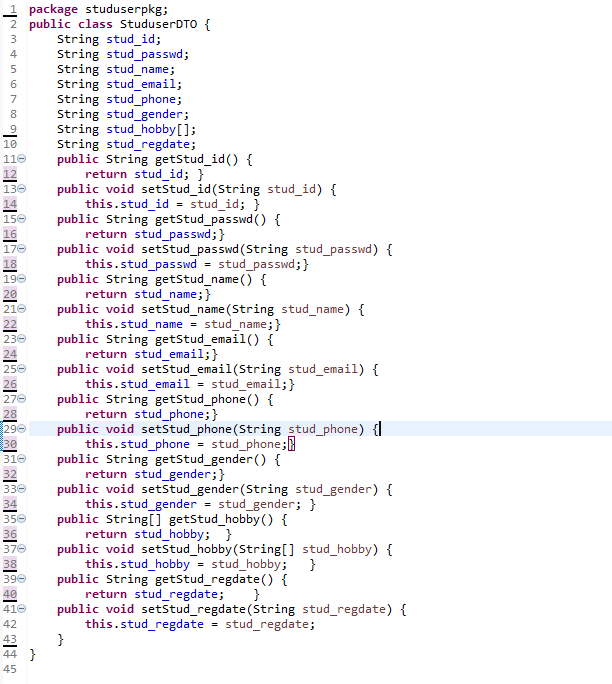 1 package studuserpkg;
2 public class StuduserDTO {
3     String stud_id;
4     String stud_passwd;
5     String stud_name;
6     String stud_email;
7     String stud_phone;
8     String stud_gender;
9     String stud_hobby[];
10     String stud_regdate;
11     public String getStud_id() {
12         return stud_id; }
13     public void setStud_id(String stud_id) {
14         this.stud_id = stud_id; }
15     public String getStud_passwd() {
16         return stud_passwd;}
17     public void setStud_passwd(String stud_passwd) {
18         this.stud_passwd = stud_passwd;}
19     public String getStud_name() {
20         return stud_name;}
21     public void setStud_name(String stud_name) {
22         this.stud_name = stud_name;}
23     public String getStud_email() {
24         return stud_email;}
25     public void setStud_email(String stud_email) {
26         this.stud_email = stud_email;}
27     public String getStud_phone() {
28         return stud_phone;}
29     public void setStud_phone(String stud_phone) {
30         this.stud_phone = stud_phone;}
31     public String getStud_gender() {
32         return stud_gender;}
33     public void setStud_gender(String stud_gender) {
34         this.stud_gender = stud_gender; }
35     public String[] getStud_hobby() {
36         return stud_hobby;  }
37     public void setStud_hobby(String[] stud_hobby) {
38         this.stud_hobby = stud_hobby;   }
39     public String getStud_regdate() {
40         return stud_regdate;    }
41     public void setStud_regdate(String stud_regdate) {
42         this.stud_regdate = stud_regdate;
43     }
44 }
45